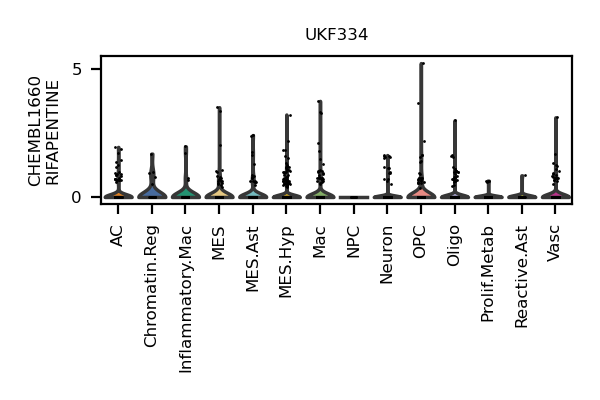 UKF334
CHEMBL1660
RIFAPENTINE
5
0
AC
Chromatin.Reg
Inflammatory.Mac
MES
MES.Ast
MES.Hyp
Mac
NPC
Neuron
OPC
Oligo
Prolif.Metab
Reactive.Ast
Vasc